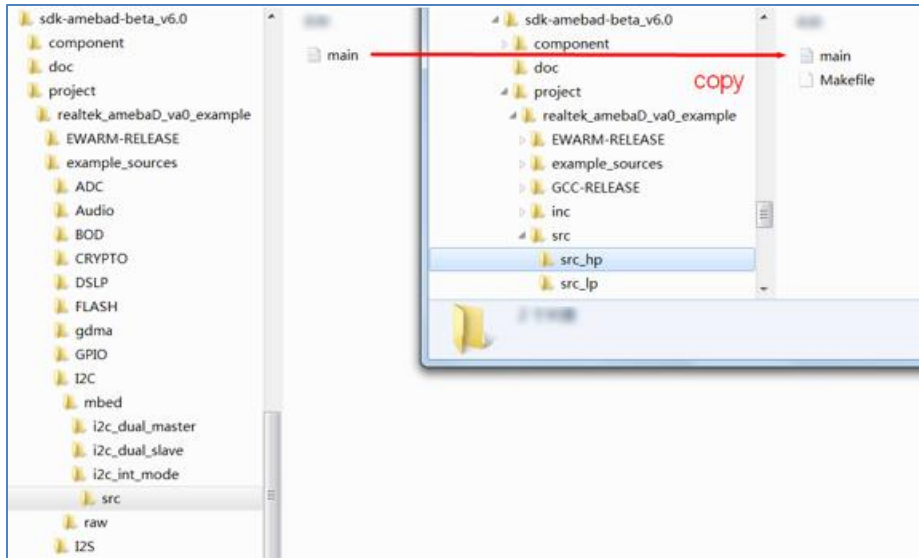 sdk-amebad-beta_v6.0
component
doc
project
realtek_amebaD_va0_example
EWARM-RELEASE
example_sources
ADC
Audio
BOD
CRYPTO
DSLP
FLASH
gdma
GPIO
I2C
mbed
i2c_dual_master
i2c_dual_slave
i2c_int_mode
src
raw
I2S
main
sdk-amebad-beta_v6.0
component
doc
project
realtek_amebaD_va0_example
EWARM-RELEASE
example_sources
GCC-RELEASE
inc
src
src_hp
src_lp
copy
main
Makefile